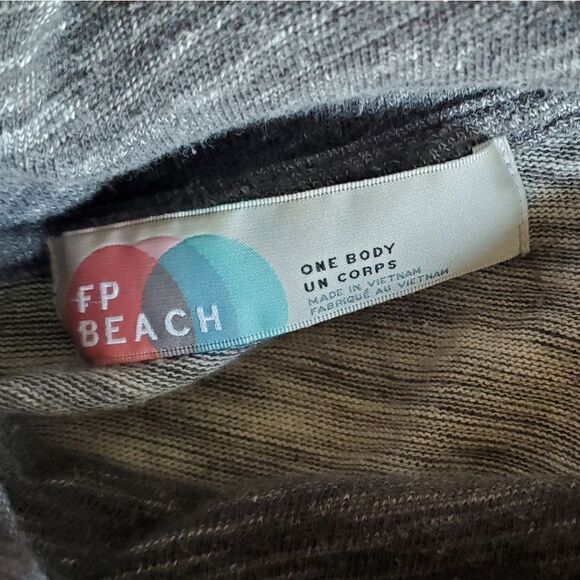 FP
BEACH
ONE BODY
UN CORPS
MADE IN VIETNAM
FABRIQUÉ AU VIETNAM